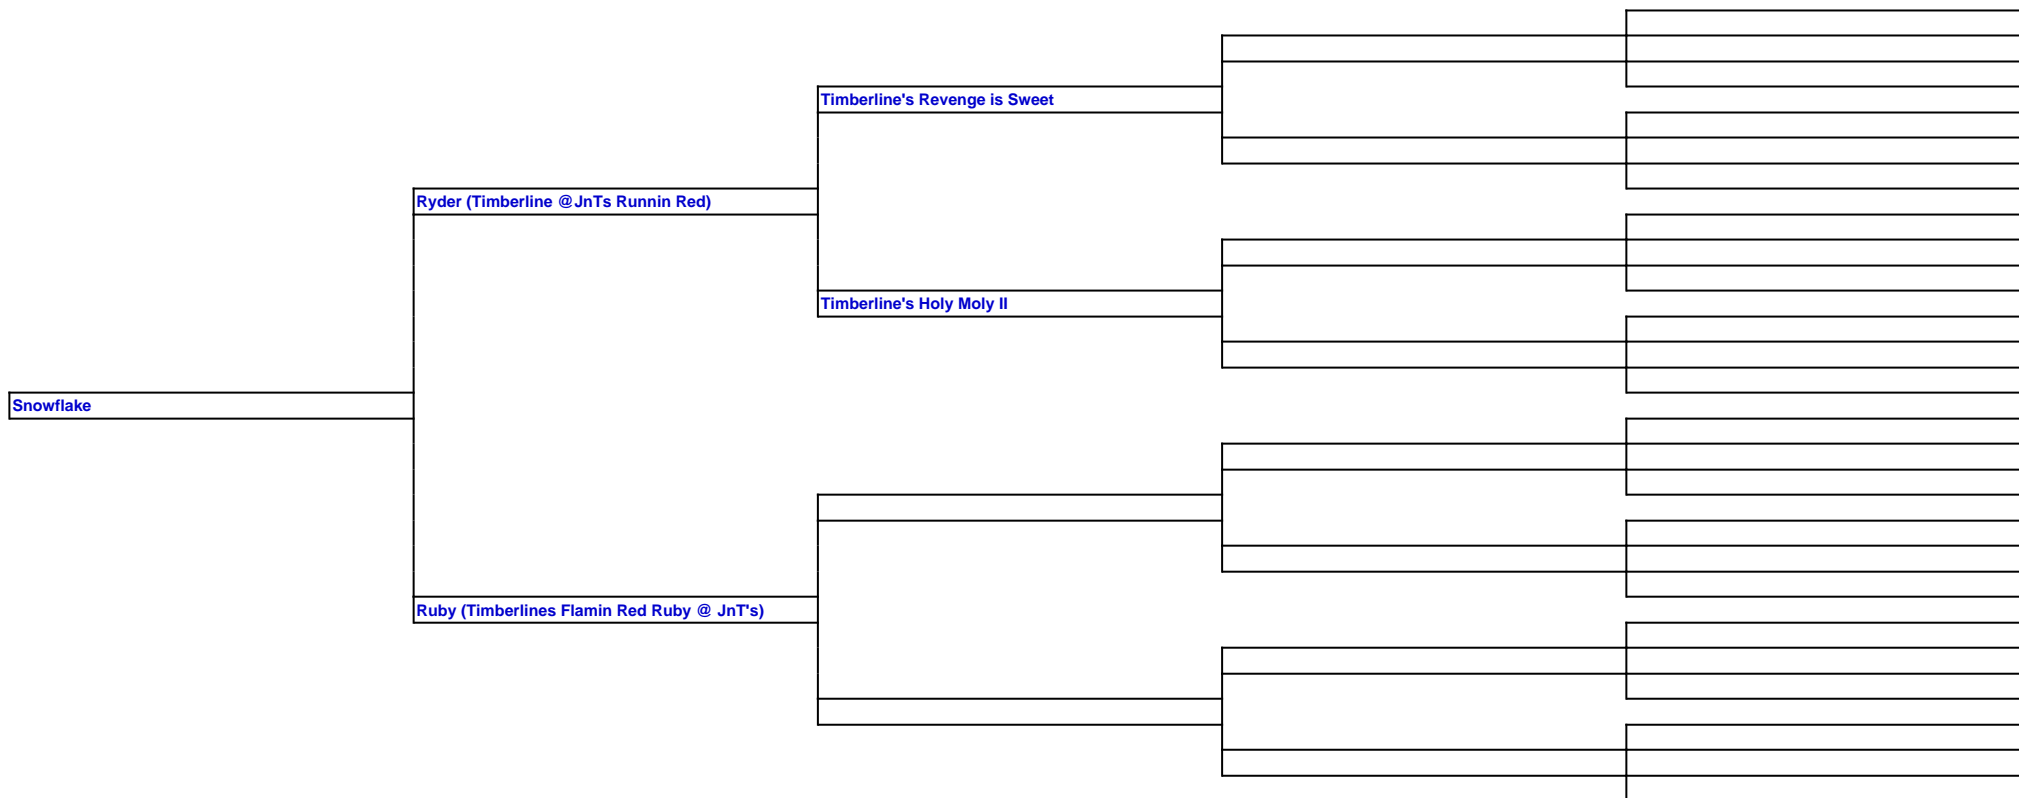 Timberline's Revenge is Sweet
Ryder (Timberline @JnTs Runnin Red)
Timberline's Holy Moly II
Snowflake
Ruby (Timberlines Flamin Red Ruby @ JnT's)